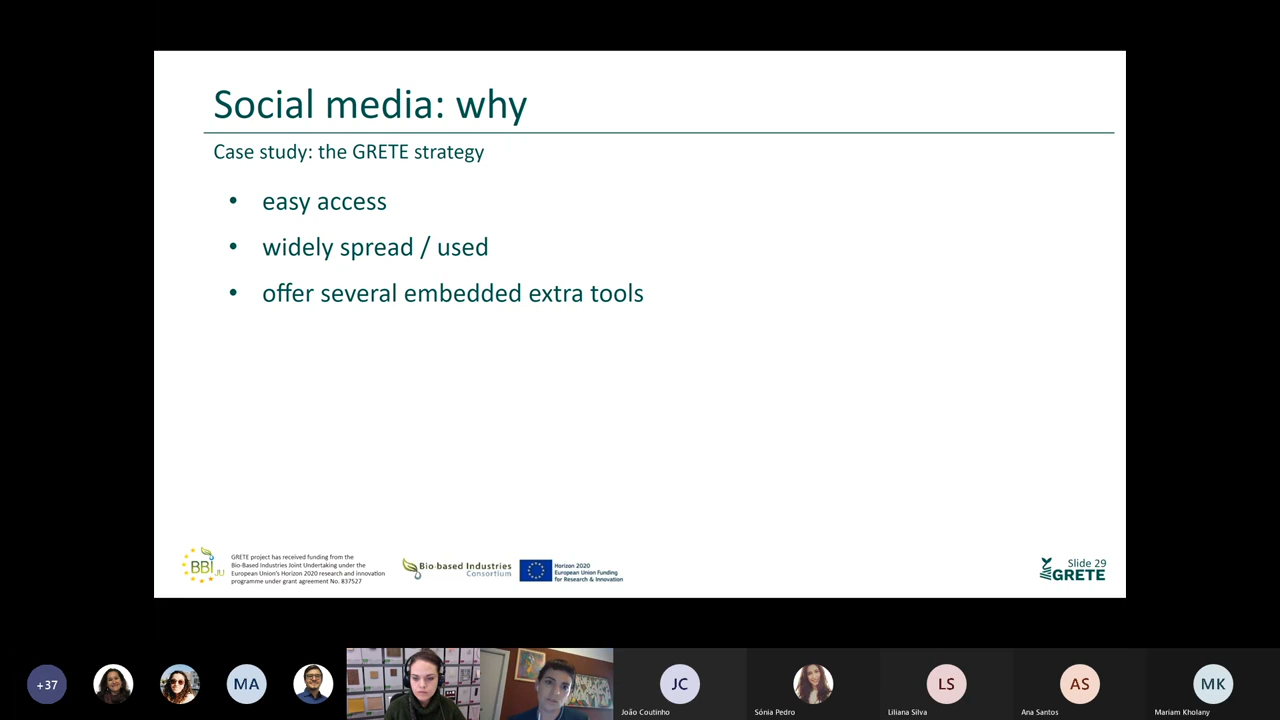 Social media: why
Case study: the GRETE strategy
• easy access
• widely spread / used
• offer several embedded extra tools
BBI JU
GRETE project has received funding from the
Bio-Based Industries Joint Undertaking under the
European Union's Horizon 2020 research and innovation
programme under grant agreement No. 837527
Bio-based Industries
Consortium
Horizon 2020
European Union Funding
for Research & Innovation
Slide 29
GRETE
+37
MA
JC
LS
AS
MK
João Coutinho
Sónia Pedro
Liliana Silva
Ana Santos
Mariam Kholany